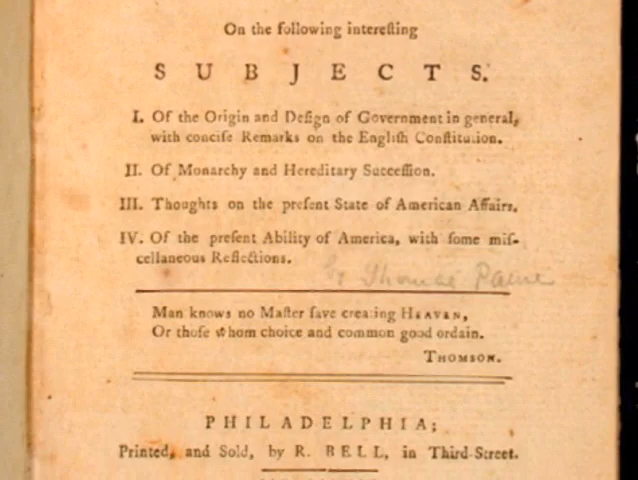 On the following intereſting
SUBJECTS.
I. Of the Origin and Deſign of Government in general,
with conciſe Remarks on the Engliſh Conſtitution.
II. Of Monarchy and Hereditary Succeſſion.
III. Thoughts on the preſent State of American Affairs.
IV. Of the preſent Ability of America, with ſome miſ-
cellaneous Reflections.
by Thomas Paine
Man knows no Maſter ſave creating HEAVEN,
Or thoſe whom choice and common good ordain.
THOMSON.
PHILADELPHIA;
Printed, and Sold, by R. BELL, in Third-Street.